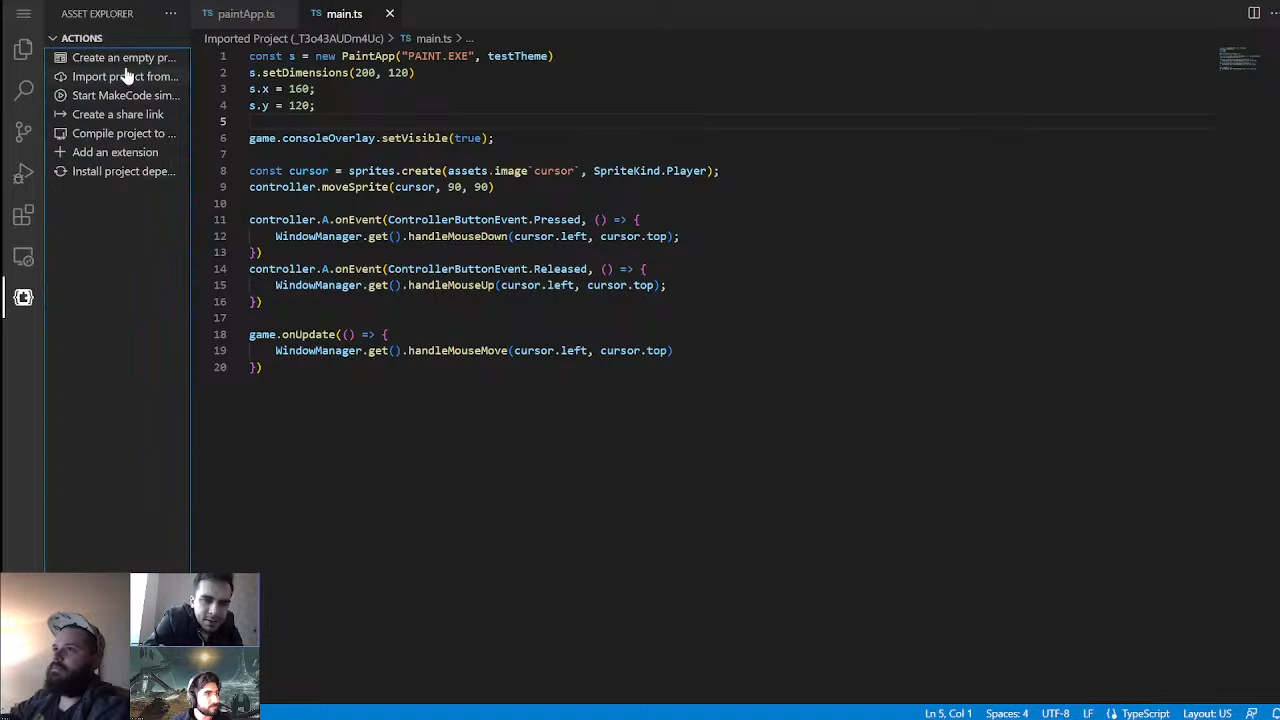 ASSET EXPLORER
paintApp.ts
main.ts
ACTIONS
Create an empty pr...
Import project from...
Start MakeCode sim...
Create a share link
Compile project to ...
Add an extension
Install project depe...
Imported Project (_T3o43AUDm4Uc) > TS main.ts > ...
1 const s = new PaintApp("PAINT.EXE", testTheme)
2 s.setDimensions(200, 120)
3 s.x = 160;
4 s.y = 120;
5
6 game.consoleOverlay.setVisible(true);
7
8 const cursor = sprites.create(assets.image`cursor`, SpriteKind.Player);
9 controller.moveSprite(cursor, 90, 90)
10
11 controller.A.onEvent(ControllerButtonEvent.Pressed, () => {
12 WindowManager.get().handleMouseDown(cursor.left, cursor.top);
13 })
14 controller.A.onEvent(ControllerButtonEvent.Released, () => {
15 WindowManager.get().handleMouseUp(cursor.left, cursor.top);
16 })
17
18 game.onUpdate(() => {
19 WindowManager.get().handleMouseMove(cursor.left, cursor.top)
20 })
Ln 5, Col 1 Spaces: 4 UTF-8 LF {} TypeScript Layout: US